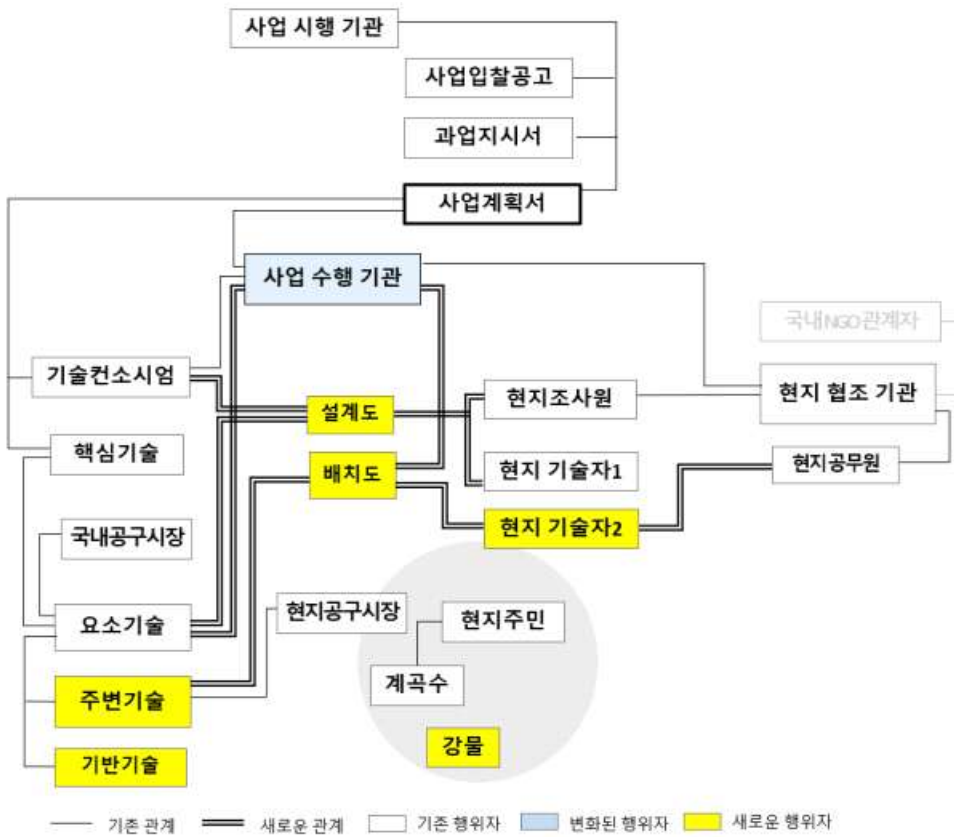 사업 시행 기관
사업입찰공고
과업지시서
사업계획서
사업 수행 기관
국내NGO관계자
기술컨소시엄
현지조사원
현지 협조 기관
설계도
핵심기술
배치도
현지 기술자1
현지공무원
국내공구시장
현지 기술자2
현지공구시장
현지주민
요소기술
계곡수
주변기술
강물
기반기술
기존 관계
새로운 관계
기존 행위자
변화된 행위자
새로운 행위자